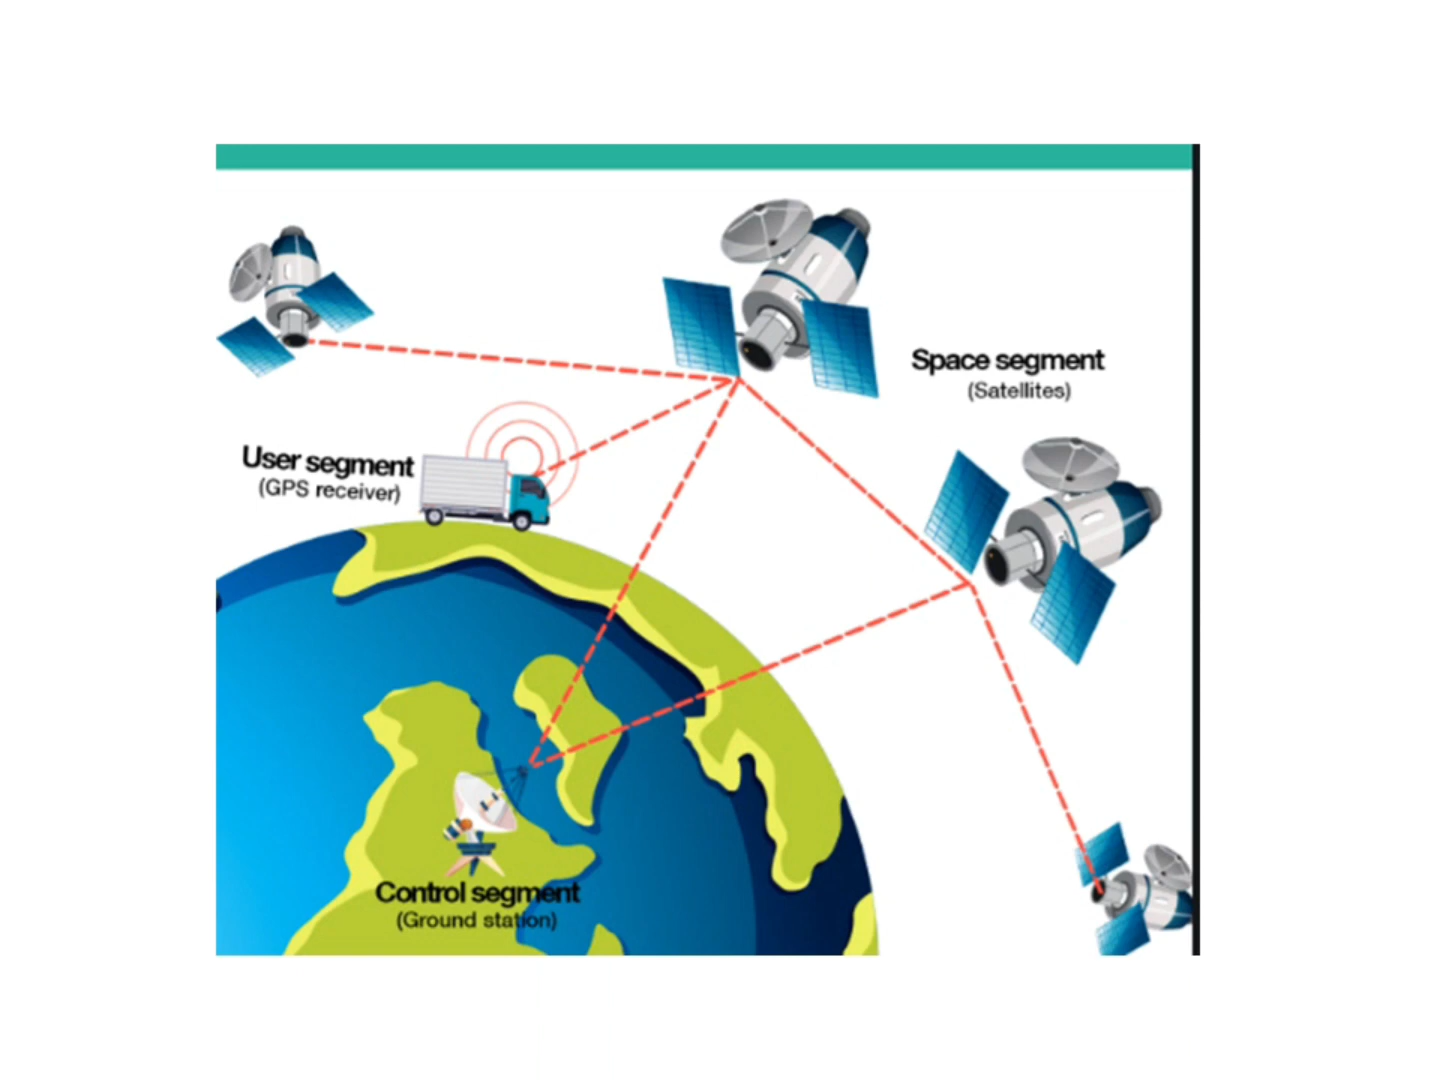 Space segment
(Satellites)
User segment
(GPS receiver)
Control segment
(Ground station)